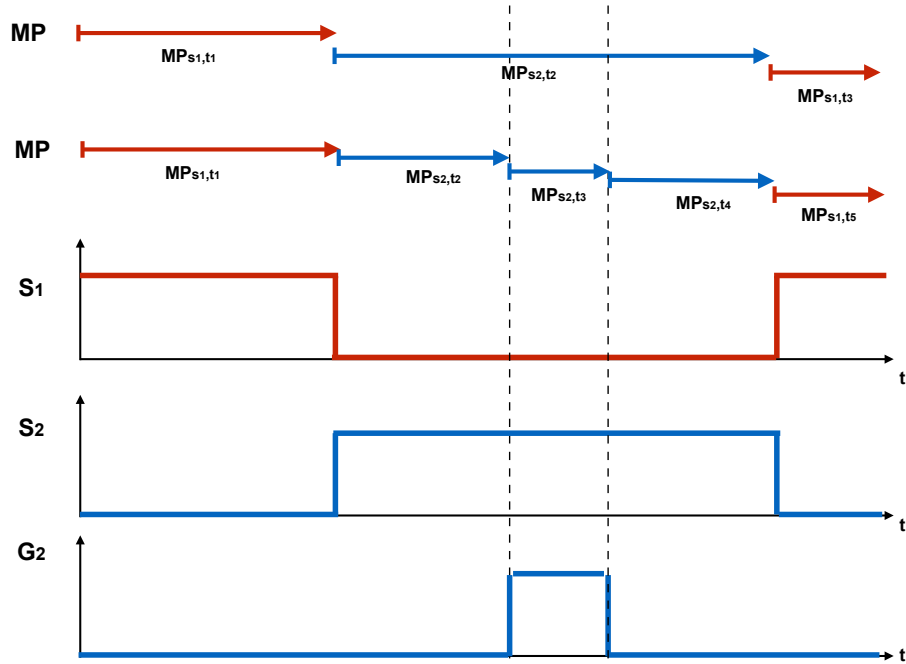 MP
MPs1,t1
MPs2,t2
MPs1,t3
MP
MPs1,t1
MPs2,t2
MPs2,t3
MPs2,t4
MPs1,t5
S1
t
S2
t
G2
t